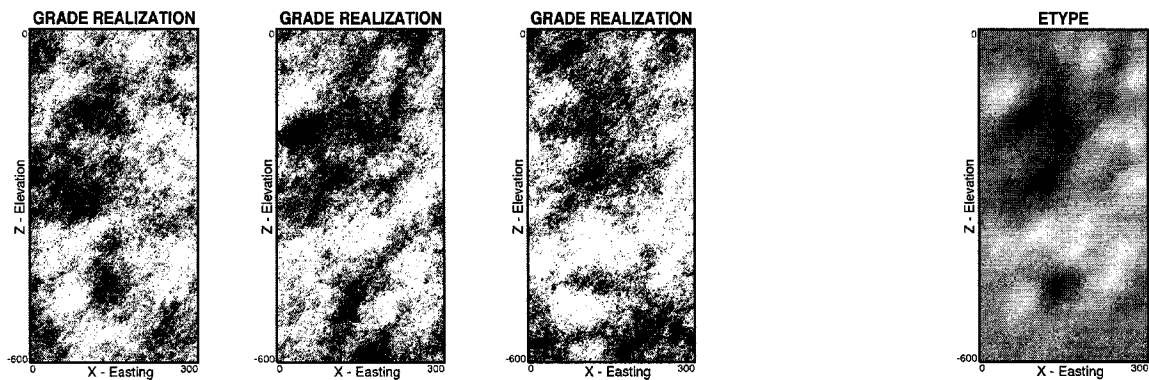 GRADE REALIZATION
0
Z - Elevation
-600
0
X - Easting
300
GRADE REALIZATION
0
Z - Elevation
-600
0
X - Easting
300
GRADE REALIZATION
0
Z - Elevation
-600
0
X - Easting
300
ETYPE
0
Z - Elevation
-600
0
X - Easting
300